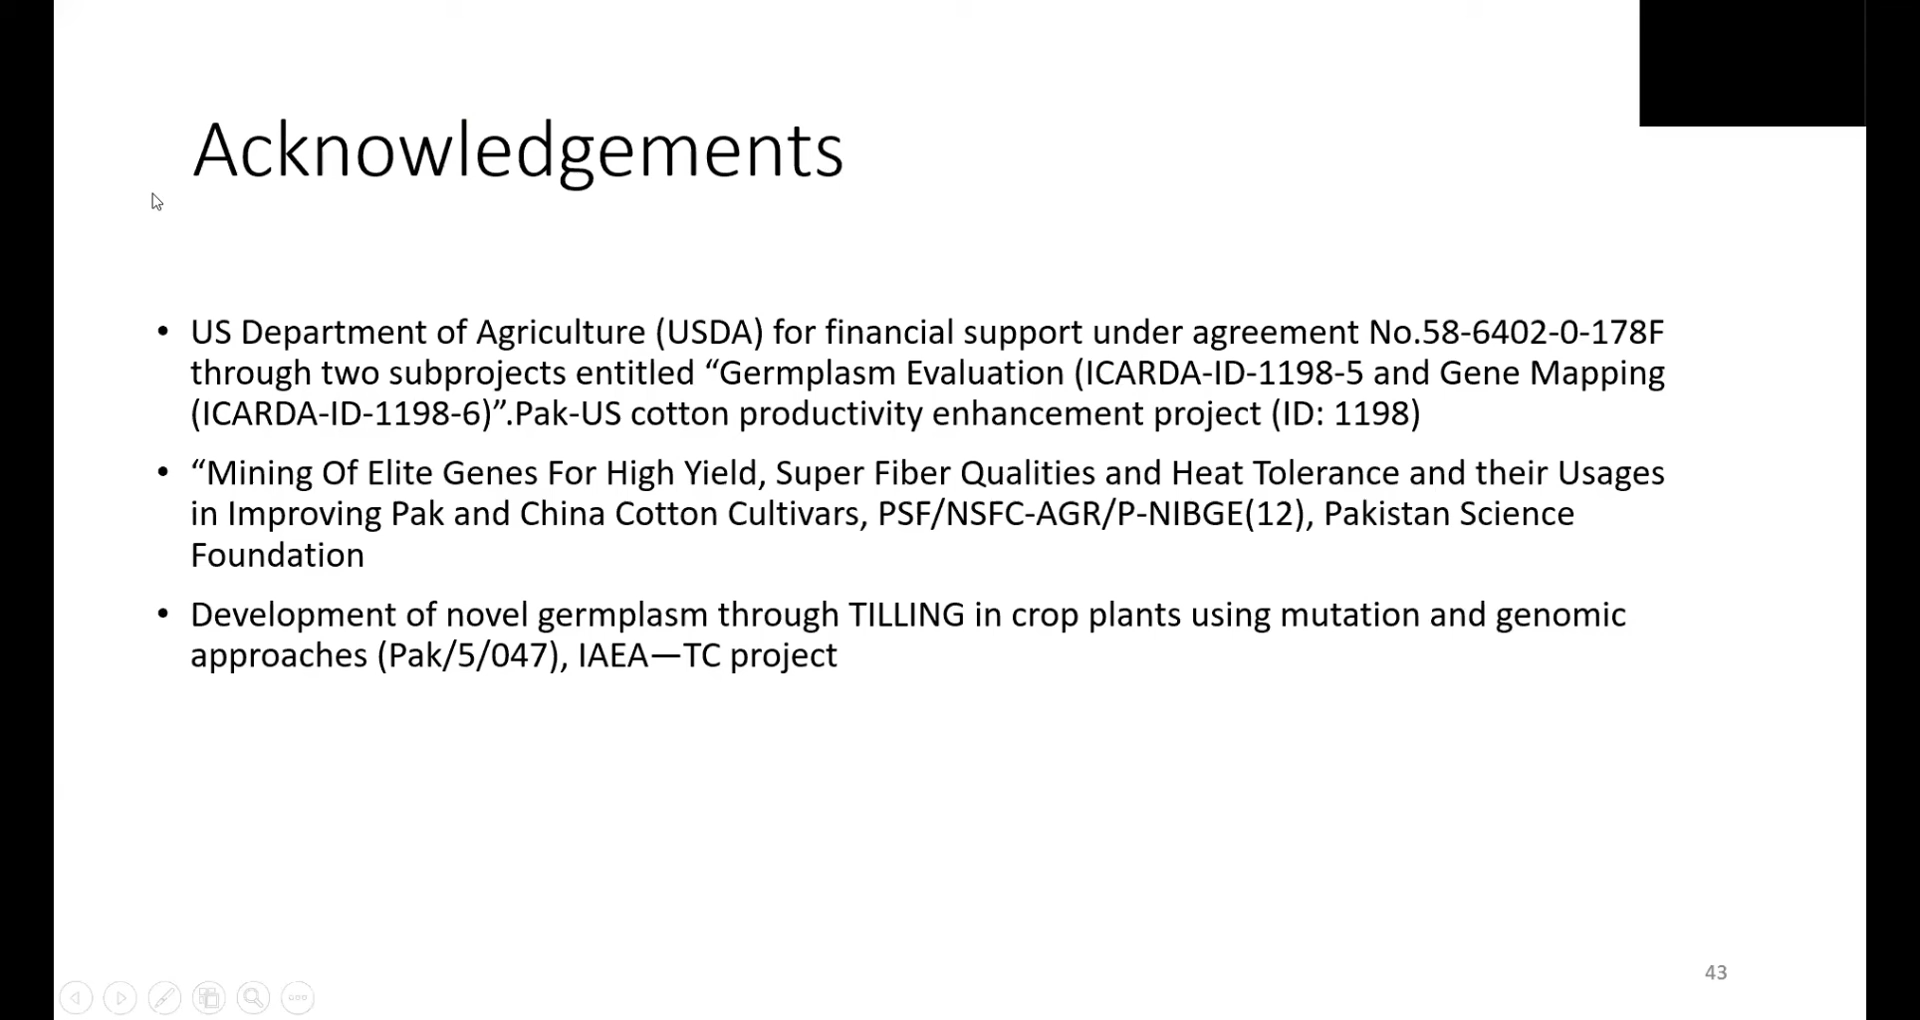 Acknowledgements
• US Department of Agriculture (USDA) for financial support under agreement No.58-6402-0-178F
through two subprojects entitled “Germplasm Evaluation (ICARDA-ID-1198-5 and Gene Mapping
(ICARDA-ID-1198-6)”.Pak-US cotton productivity enhancement project (ID: 1198)
• “Mining Of Elite Genes For High Yield, Super Fiber Qualities and Heat Tolerance and their Usages
in Improving Pak and China Cotton Cultivars, PSF/NSFC-AGR/P-NIBGE(12), Pakistan Science
Foundation
• Development of novel germplasm through TILLING in crop plants using mutation and genomic
approaches (Pak/5/047), IAEA—TC project
43